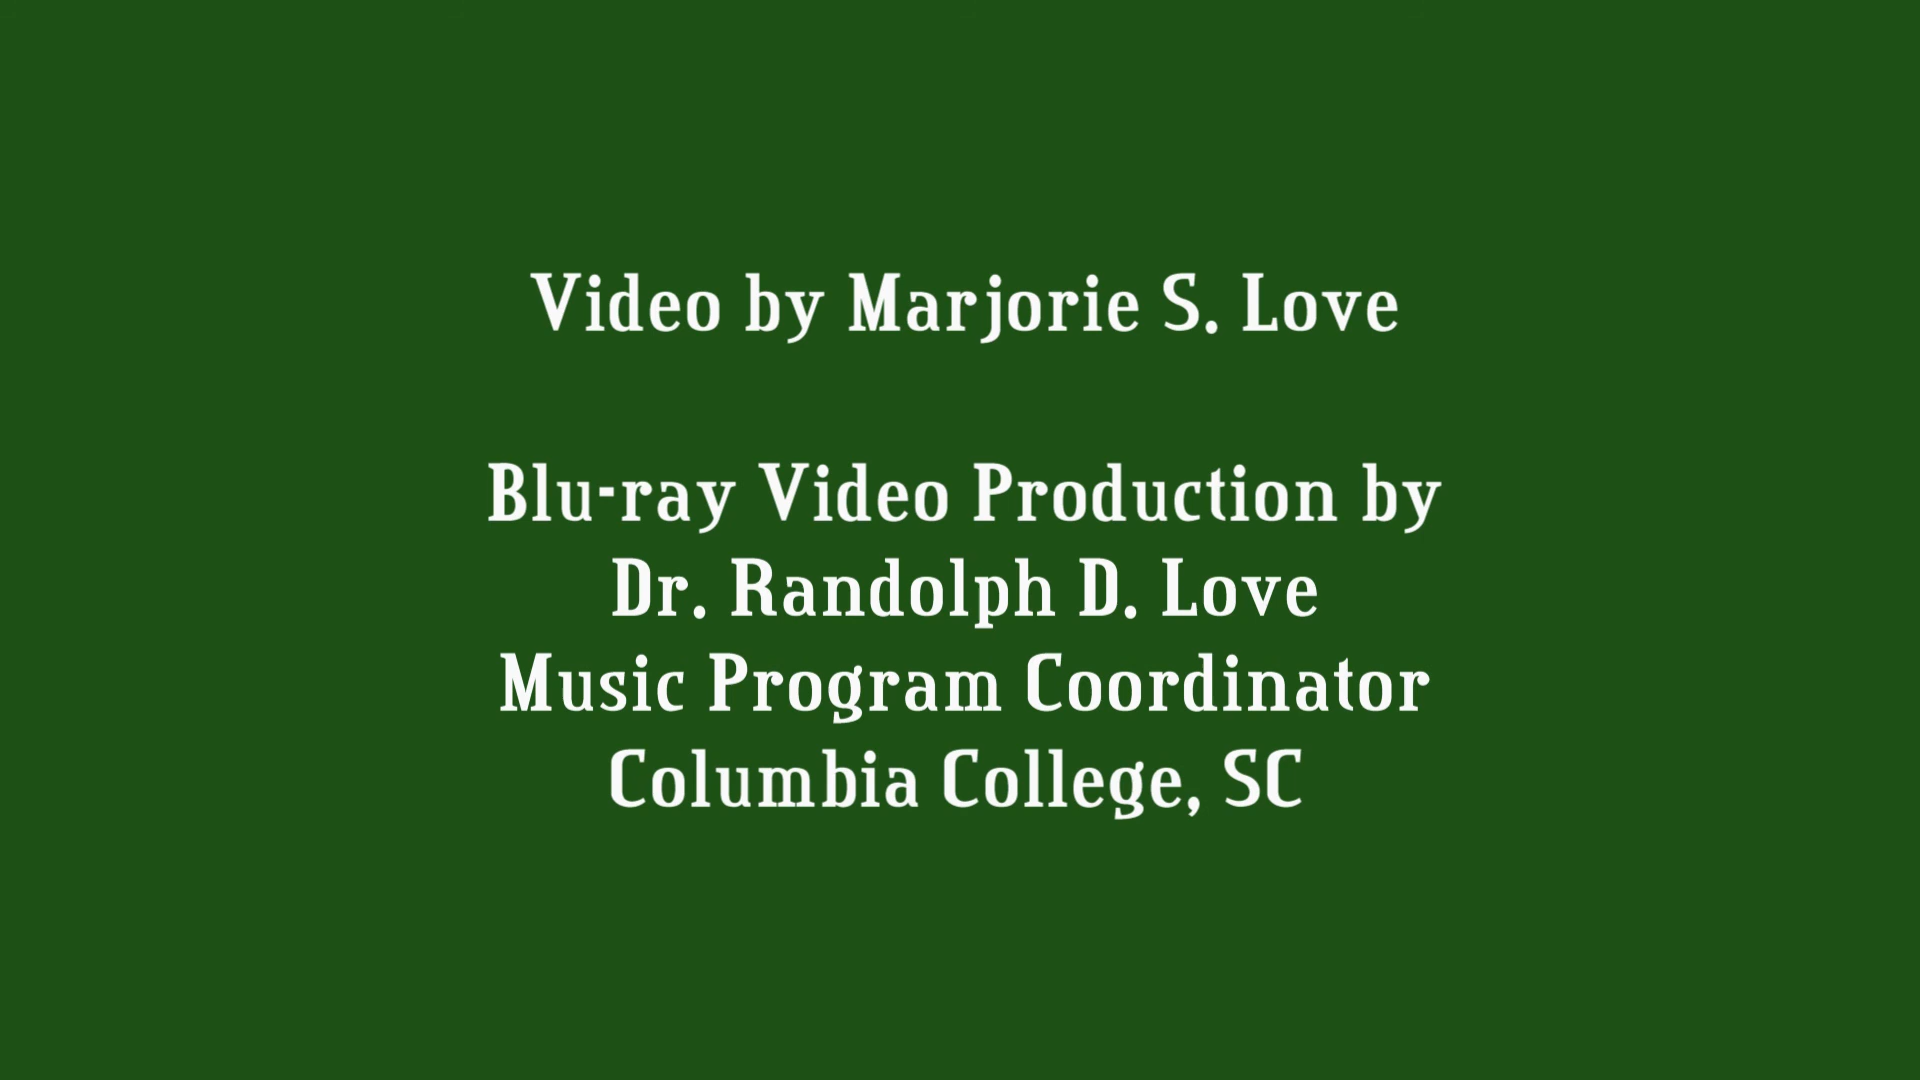 Video by Marjorie S. Love
Blu-ray Video Production by
Dr. Randolph D. Love
Music Program Coordinator
Columbia College, SC